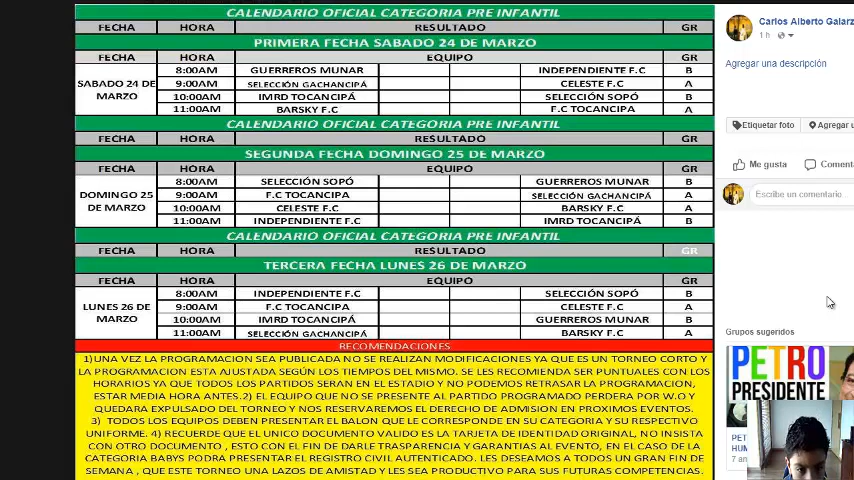 CALENDARIO OFICIAL CATEGORIA PRE INFANTIL
FECHA HORA RESULTADO GR
PRIMERA FECHA SABADO 24 DE MARZO
FECHA HORA EQUIPO
SABADO 24 DE MARZO
8:00AM GUERREROS MUNAR INDEPENDIENTE F.C B
9:00AM SELECCIÓN GACHANCIPÁ CELESTE F.C A
10:00AM IMRD TOCANCIPÁ SELECCIÓN SOPÓ B
11:00AM BARSKY F.C F.C TOCANCIPA A
CALENDARIO OFICIAL CATEGORIA PRE INFANTIL
FECHA HORA RESULTADO GR
SEGUNDA FECHA DOMINGO 25 DE MARZO
FECHA HORA EQUIPO
DOMINGO 25 DE MARZO
8:00AM SELECCIÓN SOPÓ GUERREROS MUNAR B
9:00AM F.C TOCANCIPA SELECCIÓN GACHANCIPÁ A
10:00AM CELESTE F.C BARSKY F.C A
11:00AM INDEPENDIENTE F.C IMRD TOCANCIPÁ B
CALENDARIO OFICIAL CATEGORIA PRE INFANTIL
FECHA HORA RESULTADO GR
TERCERA FECHA LUNES 26 DE MARZO
FECHA HORA EQUIPO
LUNES 26 DE MARZO
8:00AM INDEPENDIENTE F.C SELECCIÓN SOPÓ B
9:00AM F.C TOCANCIPA CELESTE F.C A
10:00AM IMRD TOCANCIPÁ GUERREROS MUNAR B
11:00AM SELECCIÓN GACHANCIPÁ BARSKY F.C A
RECOMENDACIONES
1)UNA VEZ LA PROGRAMACION SEA PUBLICADA NO SE REALIZAN MODIFICACIONES YA QUE ES UN TORNEO CORTO Y
LA PROGRAMACION ESTA AJUSTADA SEGÚN LOS TIEMPOS DEL MISMO. SE LES RECOMIENDA SER PUNTUALES CON LOS
HORARIOS YA QUE TODOS LOS PARTIDOS SERAN EN EL ESTADIO Y NO PODEMOS RETRASAR LA PROGRAMACION,
ESTAR MEDIA HORA ANTES.2) EL EQUIPO QUE NO SE PRESENTE AL PARTIDO PROGRAMADO PERDERA POR W.O Y
QUEDARA EXPULSADO DEL TORNEO Y NOS RESERVAREMOS EL DERECHO DE ADMISION EN PROXIMOS EVENTOS.
3) TODOS LOS EQUIPOS DEBEN PRESENTAR EL BALON QUE LE CORRESPONDE EN SU CATEGORIA Y SU RESPECTIVO
UNIFORME. 4) RECUERDE QUE EL UNICO DOCUMENTO VALIDO ES LA TARJETA DE IDENTIDAD ORIGINAL, NO INSISTA
CON OTRO DOCUMENTO , ESTO CON EL FIN DE DARLE TRASPARENCIA Y GARANTIAS AL EVENTO, EN EL CASO DE LA
CATEGORIA BABYS PODRA PRESENTAR EL REGISTRO CIVIL AUTENTICADO. LES DESEAMOS A TODOS UN GRAN FIN DE
SEMANA , QUE ESTE TORNEO UNA LAZOS DE AMISTAD Y LES SEA PRODUCTIVO PARA SUS FUTURAS COMPETENCIAS.
Carlos Alberto Galarz
1 h
Agregar una descripción
Etiquetar foto Agregar u
Me gusta Coment
Escribe un comentario...
Grupos sugeridos
PETRO
PRESIDENTE
PET
HUM
7 an